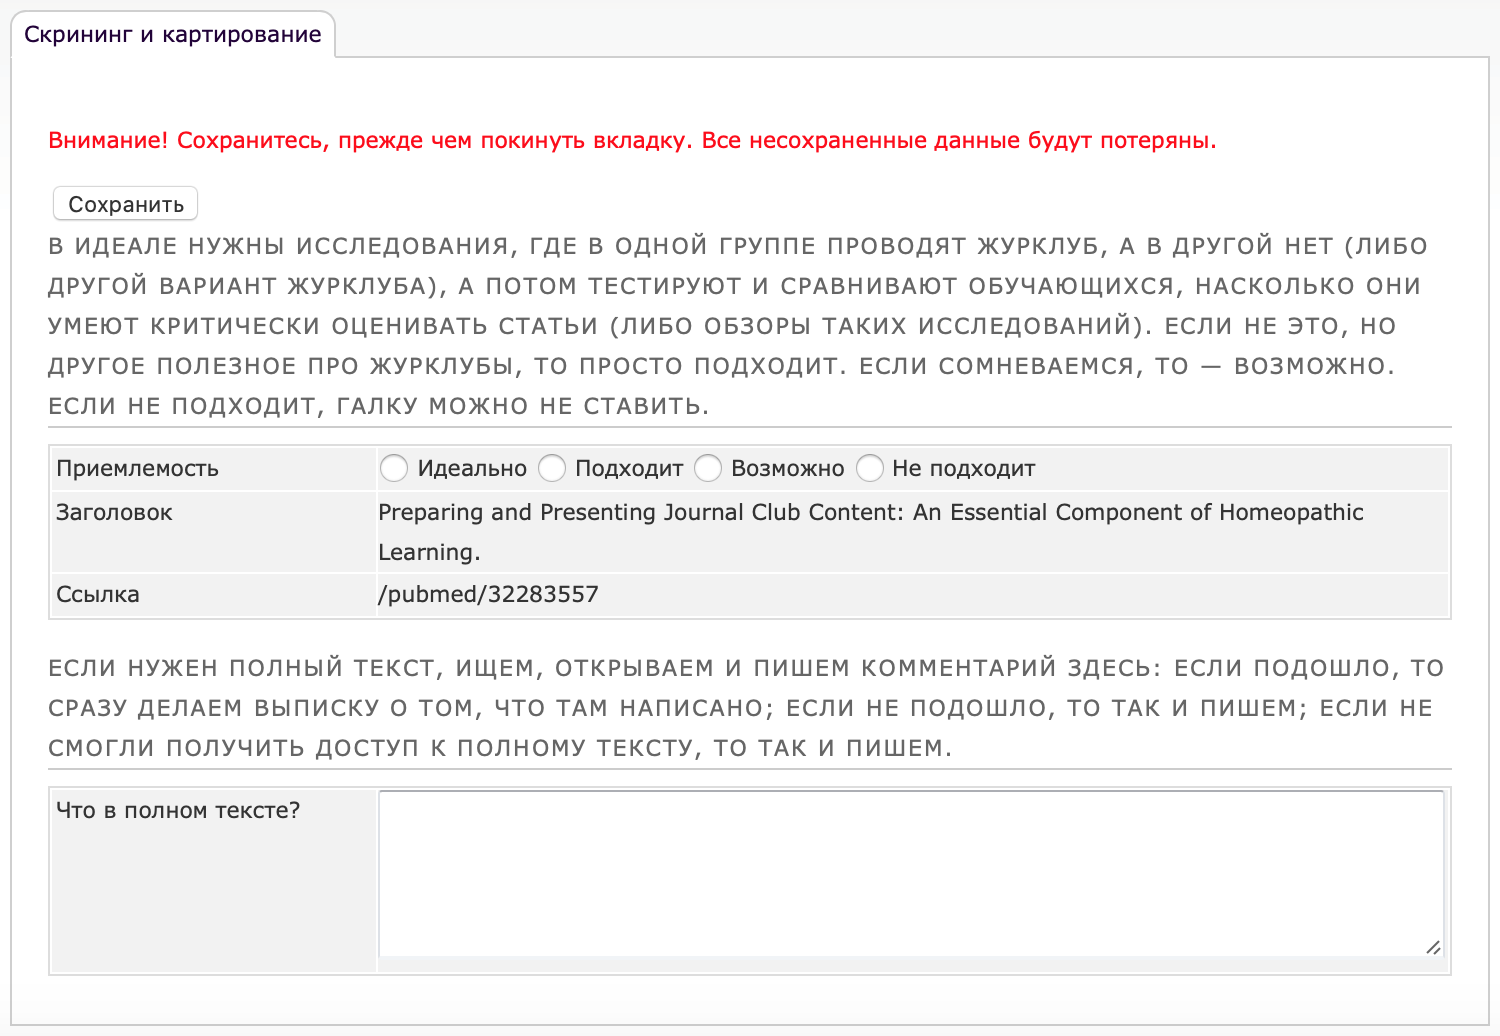 Скрининг и картирование
Внимание! Сохранитесь, прежде чем покинуть вкладку. Все несохраненные данные будут потеряны.
Сохранить
В ИДЕАЛЕ НУЖНЫ ИССЛЕДОВАНИЯ, ГДЕ В ОДНОЙ ГРУППЕ ПРОВОДЯТ ЖУРКЛУБ, А В ДРУГОЙ НЕТ (ЛИБО
ДРУГОЙ ВАРИАНТ ЖУРКЛУБА), А ПОТОМ ТЕСТИРУЮТ И СРАВНИВАЮТ ОБУЧАЮЩИХСЯ, НАСКОЛЬКО ОНИ
УМЕЮТ КРИТИЧЕСКИ ОЦЕНИВАТЬ СТАТЬИ (ЛИБО ОБЗОРЫ ТАКИХ ИССЛЕДОВАНИЙ). ЕСЛИ НЕ ЭТО, НО
ДРУГОЕ ПОЛЕЗНОЕ ПРО ЖУРКЛУБЫ, ТО ПРОСТО ПОДХОДИТ. ЕСЛИ СОМНЕВАЕМСЯ, ТО — ВОЗМОЖНО.
ЕСЛИ НЕ ПОДХОДИТ, ГАЛКУ МОЖНО НЕ СТАВИТЬ.
Приемлемость Идеально Подходит Возможно Не подходит
Заголовок Preparing and Presenting Journal Club Content: An Essential Component of Homeopathic
Learning.
Ссылка /pubmed/32283557
ЕСЛИ НУЖЕН ПОЛНЫЙ ТЕКСТ, ИЩЕМ, ОТКРЫВАЕМ И ПИШЕМ КОММЕНТАРИЙ ЗДЕСЬ: ЕСЛИ ПОДОШЛО, ТО
СРАЗУ ДЕЛАЕМ ВЫПИСКУ О ТОМ, ЧТО ТАМ НАПИСАНО; ЕСЛИ НЕ ПОДОШЛО, ТО ТАК И ПИШЕМ; ЕСЛИ НЕ
СМОГЛИ ПОЛУЧИТЬ ДОСТУП К ПОЛНОМУ ТЕКСТУ, ТО ТАК И ПИШЕМ.
Что в полном тексте?